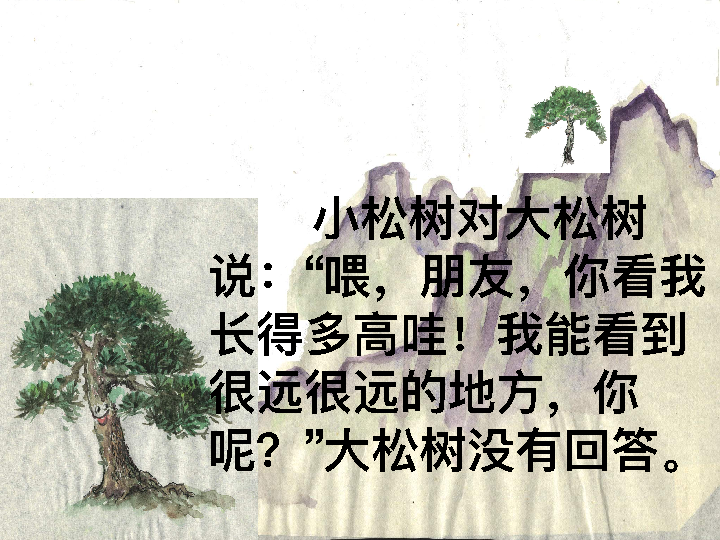 小松树对大松树
说：“喂，朋友，你看我
长得多高哇！我能看到
很远很远的地方，你
呢？”大松树没有回答。